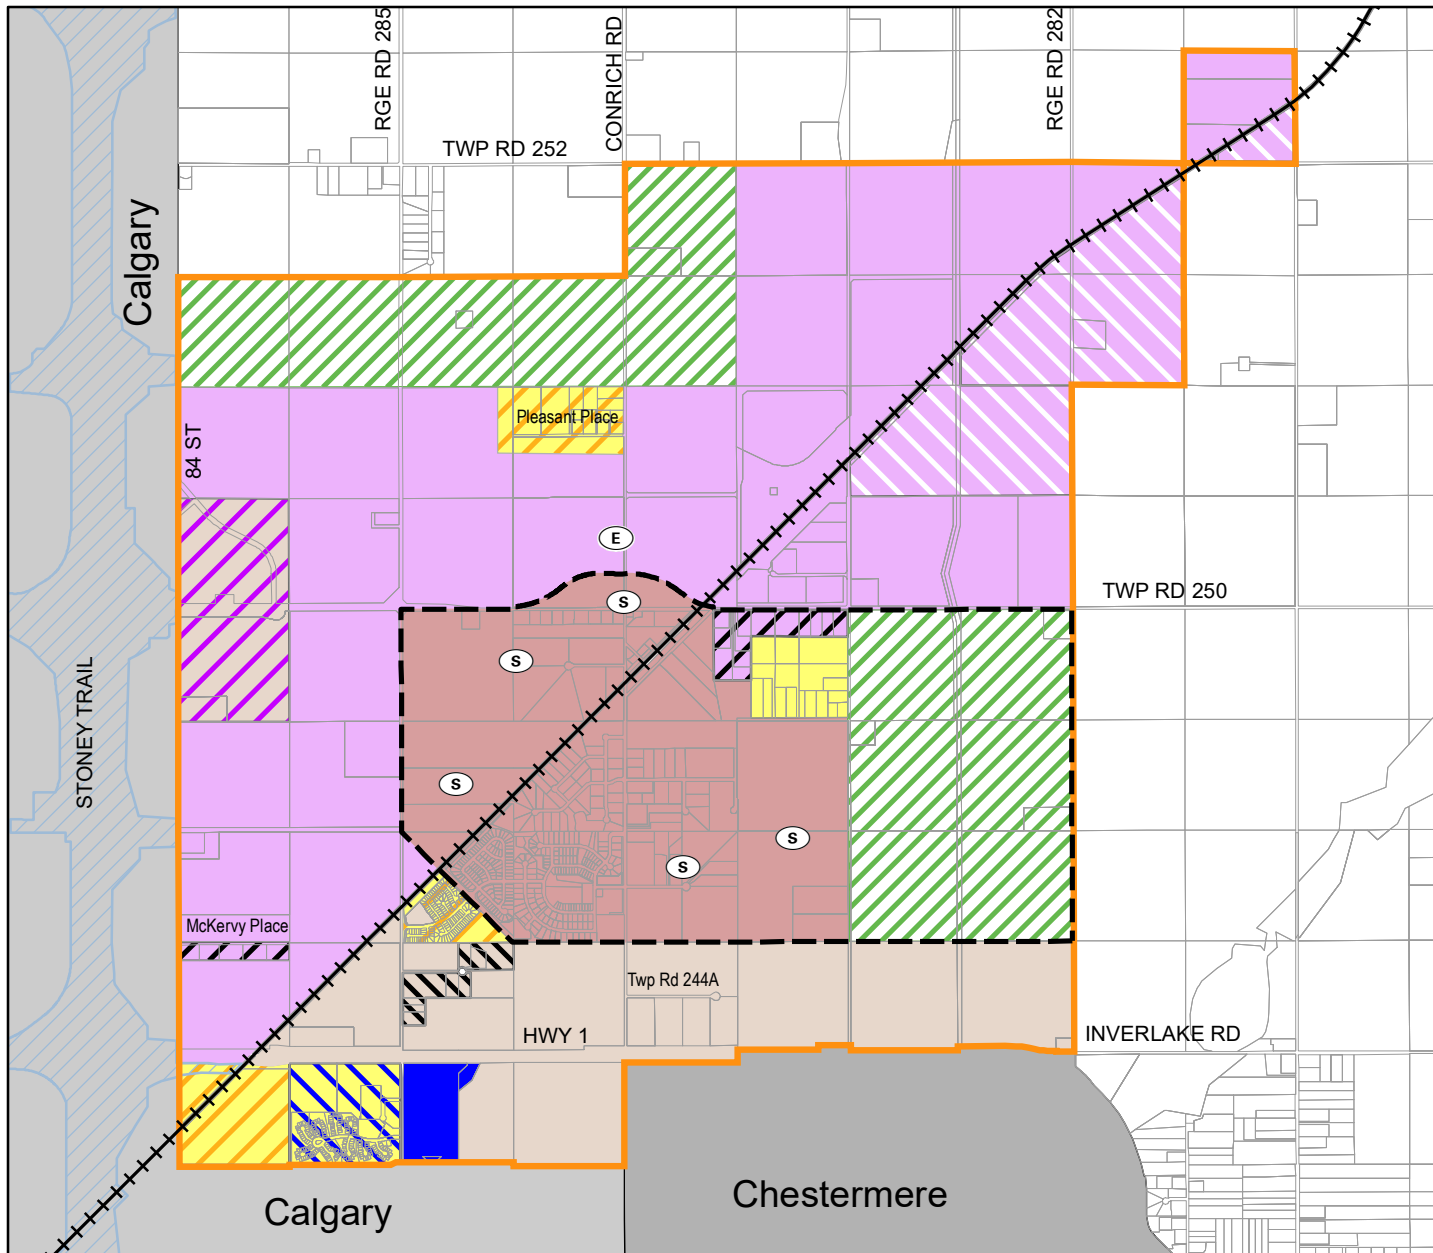 RGE RD 285
CONRICH RD
RGE RD 282
TWP RD 252
Calgary
Pleasant Place
84 ST
E
TWP RD 250
S
S
STONEY TRAIL
S
S
S
McKervy Place
Twp Rd 244A
HWY 1
INVERLAKE RD
Chestermere
Calgary